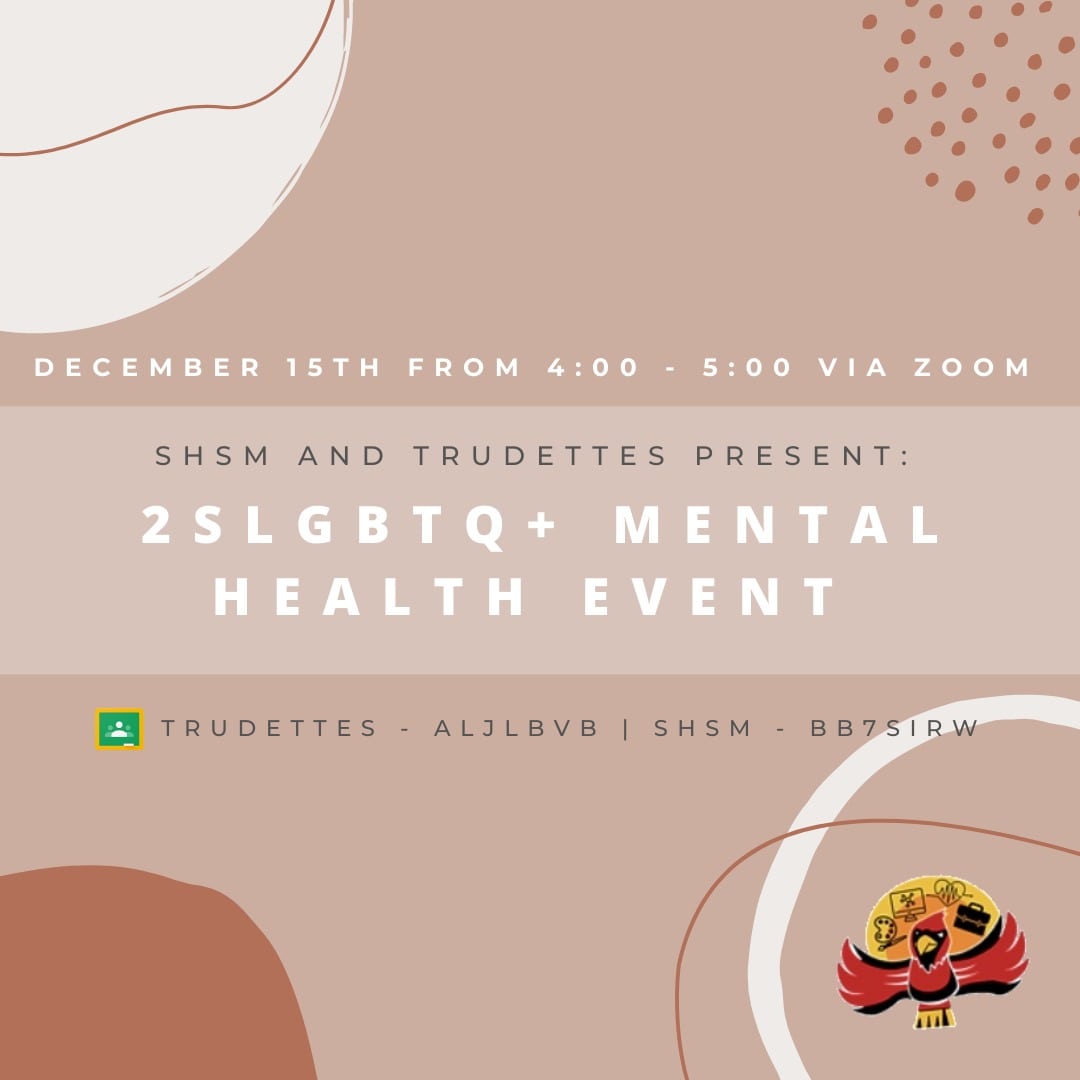 DECEMBER 15TH FROM 4:00 - 5:00 VIA ZOOM
SHSM AND TRUDETTES PRESENT:
2SLGBTQ+ MENTAL
HEALTH EVENT
TRUDETTES - ALJLBVB | SHSM - BB7SIRW